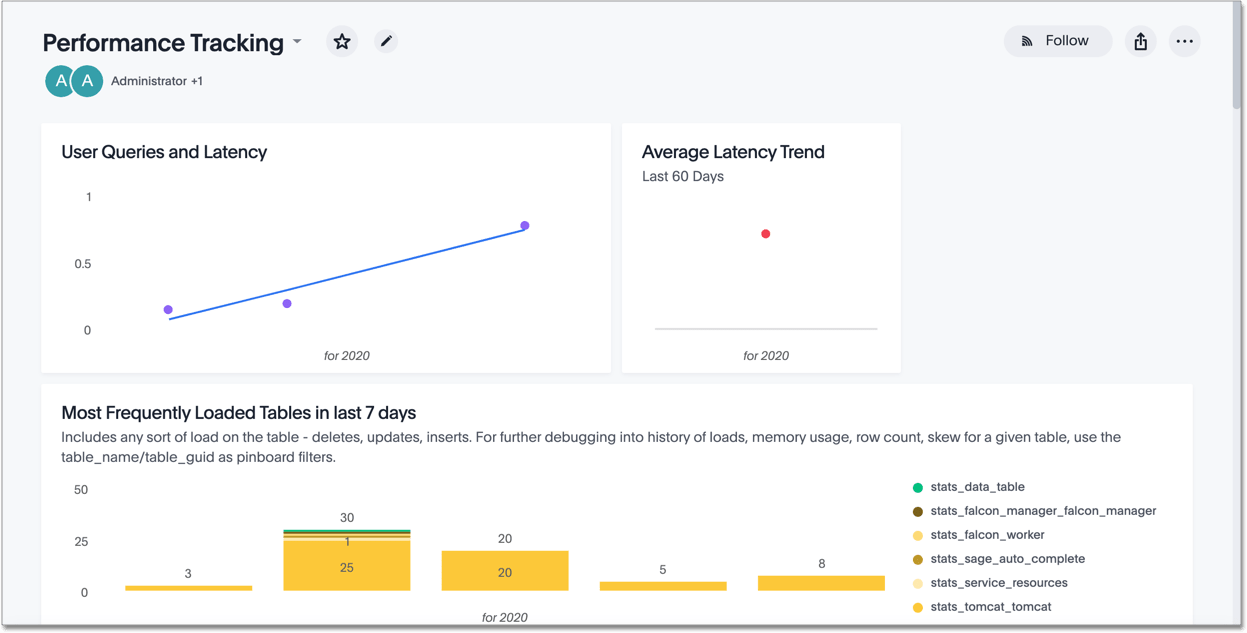 Performance Tracking
Follow
A A Administrator +1
User Queries and Latency
1
0.5
0
for 2020
Average Latency Trend
Last 60 Days
for 2020
Most Frequently Loaded Tables in last 7 days
Includes any sort of load on the table - deletes, updates, inserts. For further debugging into history of loads, memory usage, row count, skew for a given table, use the
table_name/table_guid as pinboard filters.
50
25
0
3
30
1
25
20
20
5
8
for 2020
stats_data_table
stats_falcon_manager_falcon_manager
stats_falcon_worker
stats_sage_auto_complete
stats_service_resources
stats_tomcat_tomcat